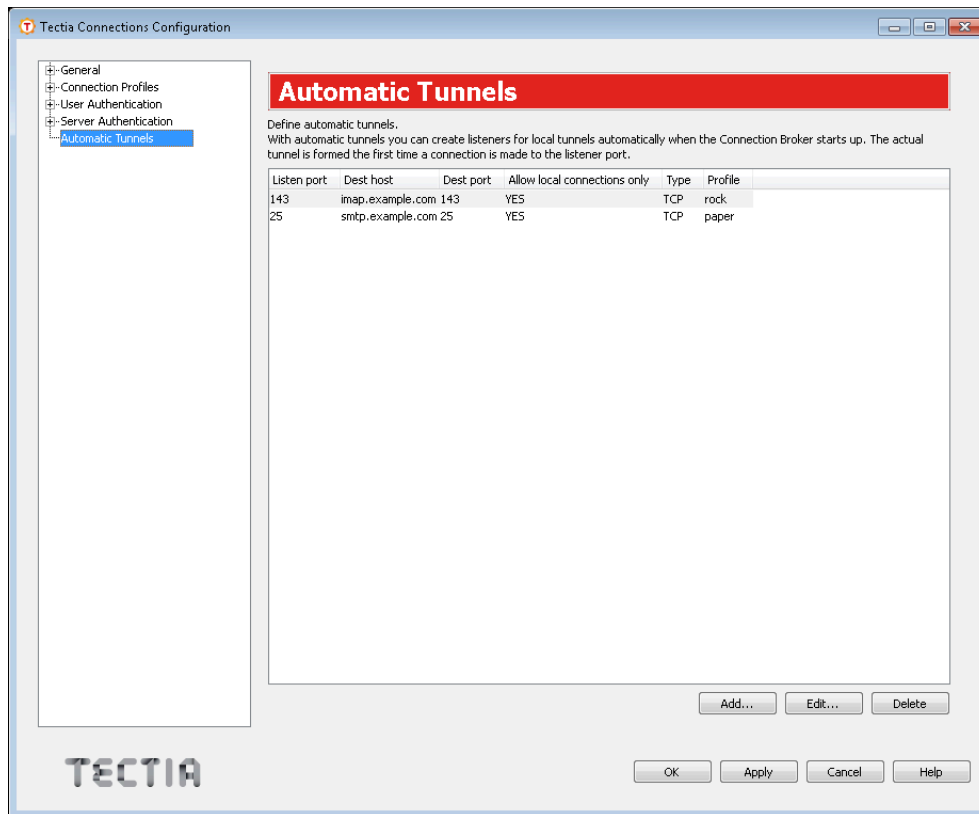 Tectia Connections Configuration
General
Connection Profiles
User Authentication
Server Authentication
Automatic Tunnels
Automatic Tunnels
Define automatic tunnels.
With automatic tunnels you can create listeners for local tunnels automatically when the Connection Broker starts up. The actual
tunnel is formed the first time a connection is made to the listener port.
Listen port Dest host Dest port Allow local connections only Type Profile
143 imap.example.com 143 YES TCP rock
25 smtp.example.com 25 YES TCP paper
Add... Edit... Delete
TECTIA
OK Apply Cancel Help